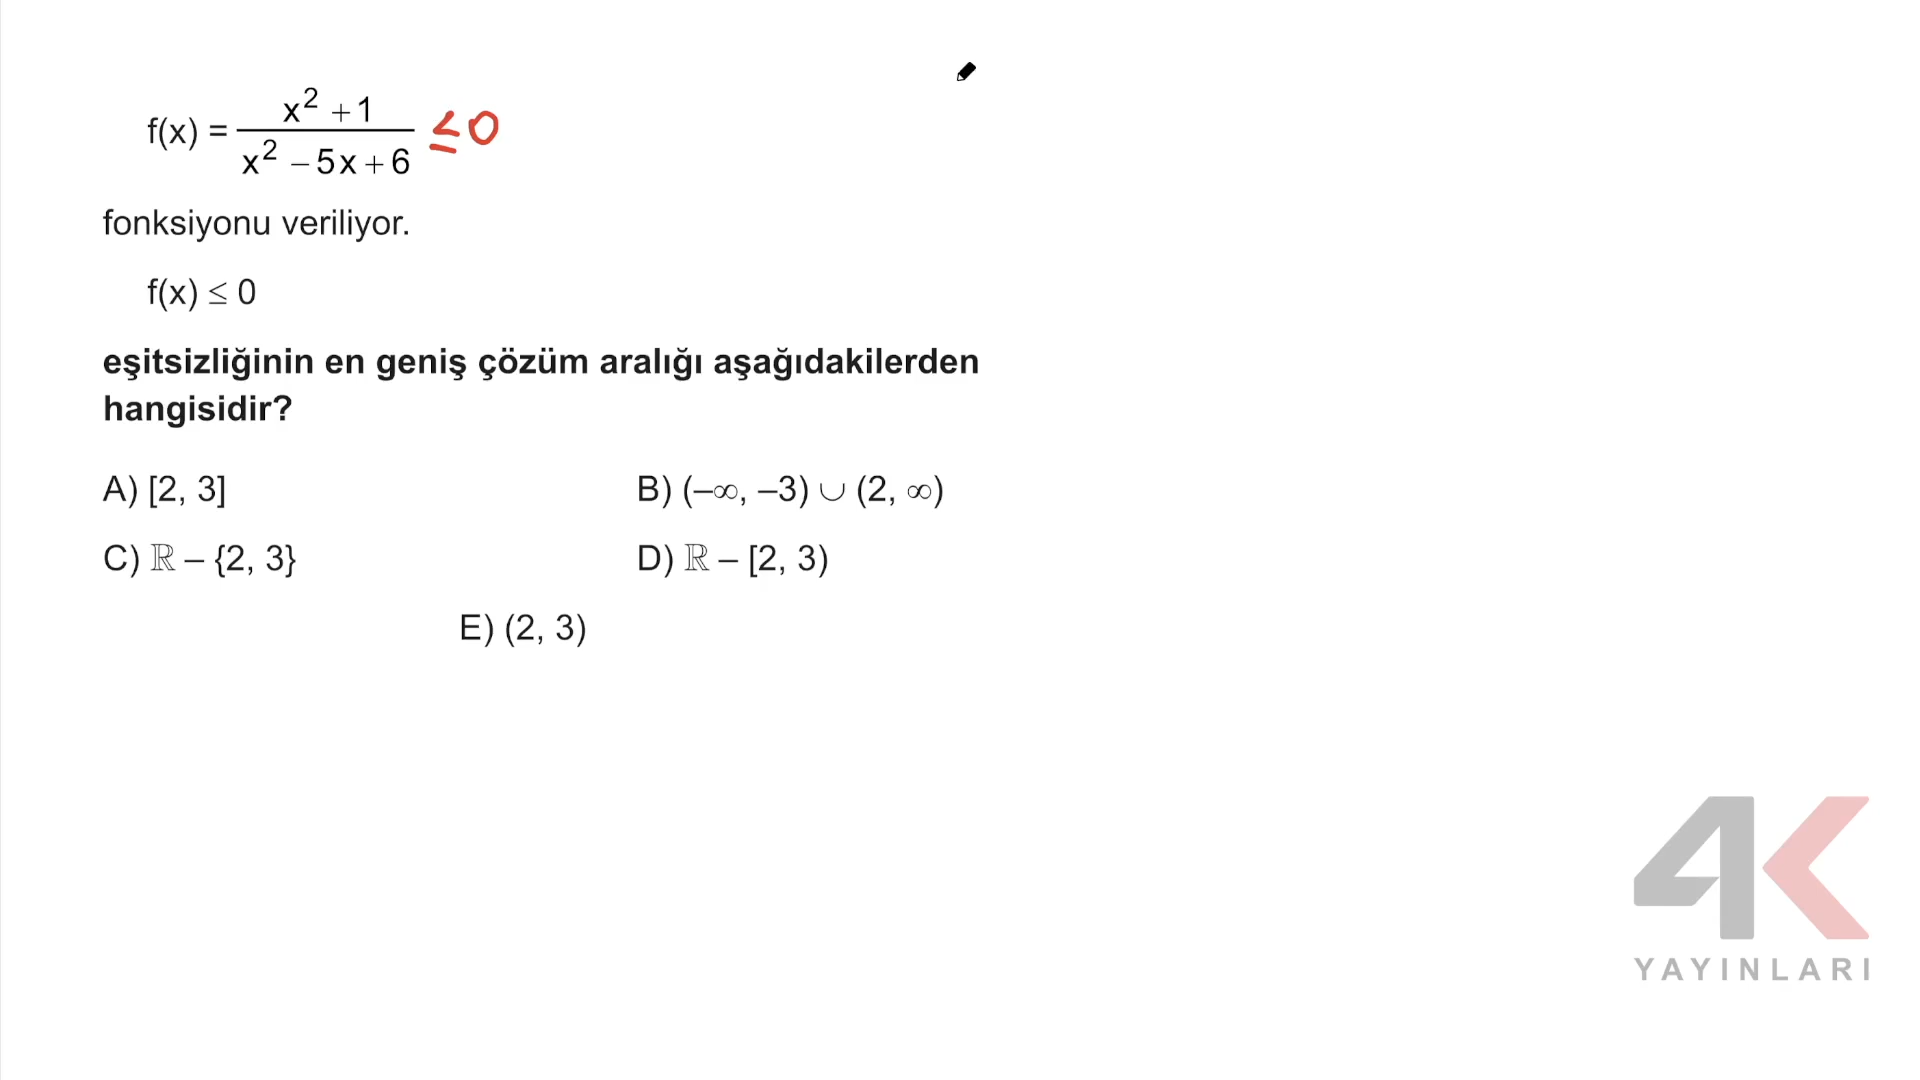 f(x) = x² + 1 / x² – 5x + 6 ≤ 0
fonksiyonu veriliyor.
f(x) ≤ 0
eşitsizliğinin en geniş çözüm aralığı aşağıdakilerden
hangisidir?
A) [2, 3] B) (–∞, –3) ∪ (2, ∞)
C) ℝ – {2, 3} D) ℝ – [2, 3)
E) (2, 3)
4K
YAYINLARI